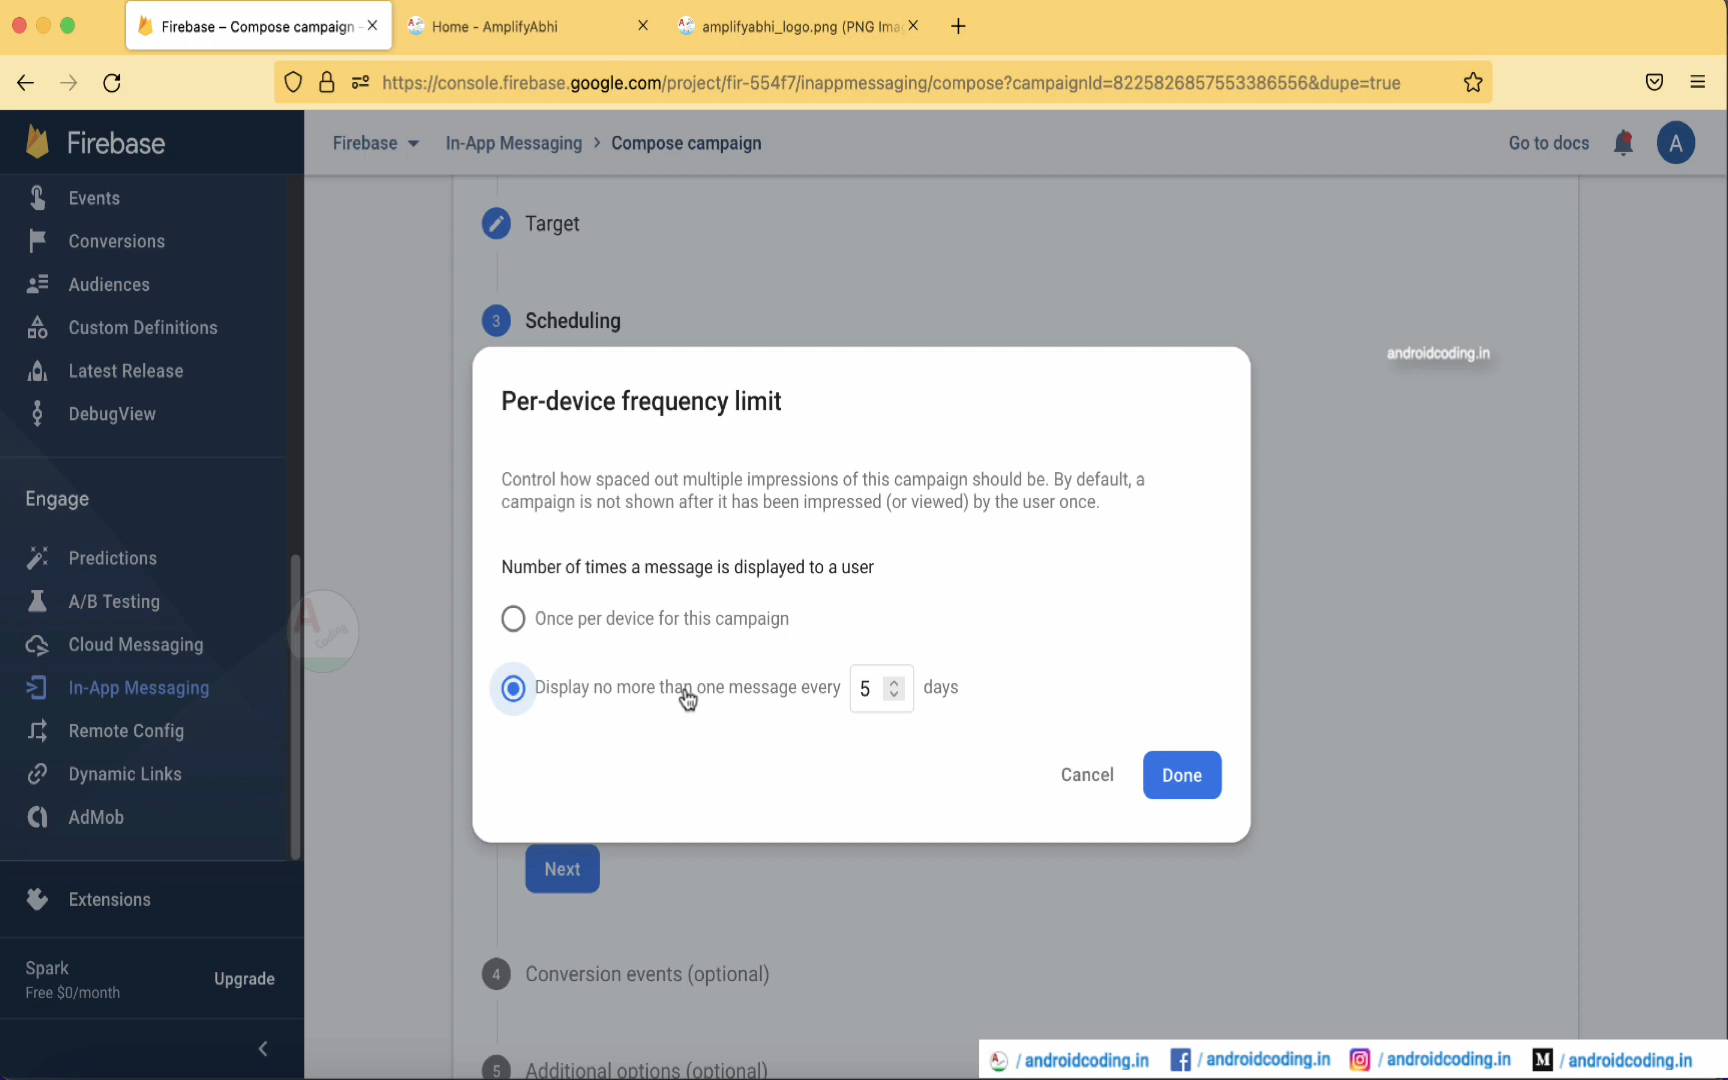 Firebase – Compose campaign -
Home - AmplifyAbhi
amplifyabhi_logo.png (PNG Ima
https://console.firebase.google.com/project/fir-554f7/inappmessaging/compose?campaignId=8225826857553386556&dupe=true
Firebase
Firebase
In-App Messaging > Compose campaign
Go to docs
A
Events
Conversions
Audiences
Custom Definitions
Latest Release
DebugView
Engage
Predictions
A/B Testing
Cloud Messaging
In-App Messaging
Remote Config
Dynamic Links
AdMob
Extensions
Spark
Free $0/month
Upgrade
Target
3 Scheduling
androidcoding.in
Per-device frequency limit
Control how spaced out multiple impressions of this campaign should be. By default, a
campaign is not shown after it has been impressed (or viewed) by the user once.
Number of times a message is displayed to a user
Once per device for this campaign
Display no more than one message every 5 days
Cancel
Done
Next
4 Conversion events (optional)
5 Additional options (optional)
A Coding
/ androidcoding.in
/ androidcoding.in
/ androidcoding.in
M / androidcoding.in